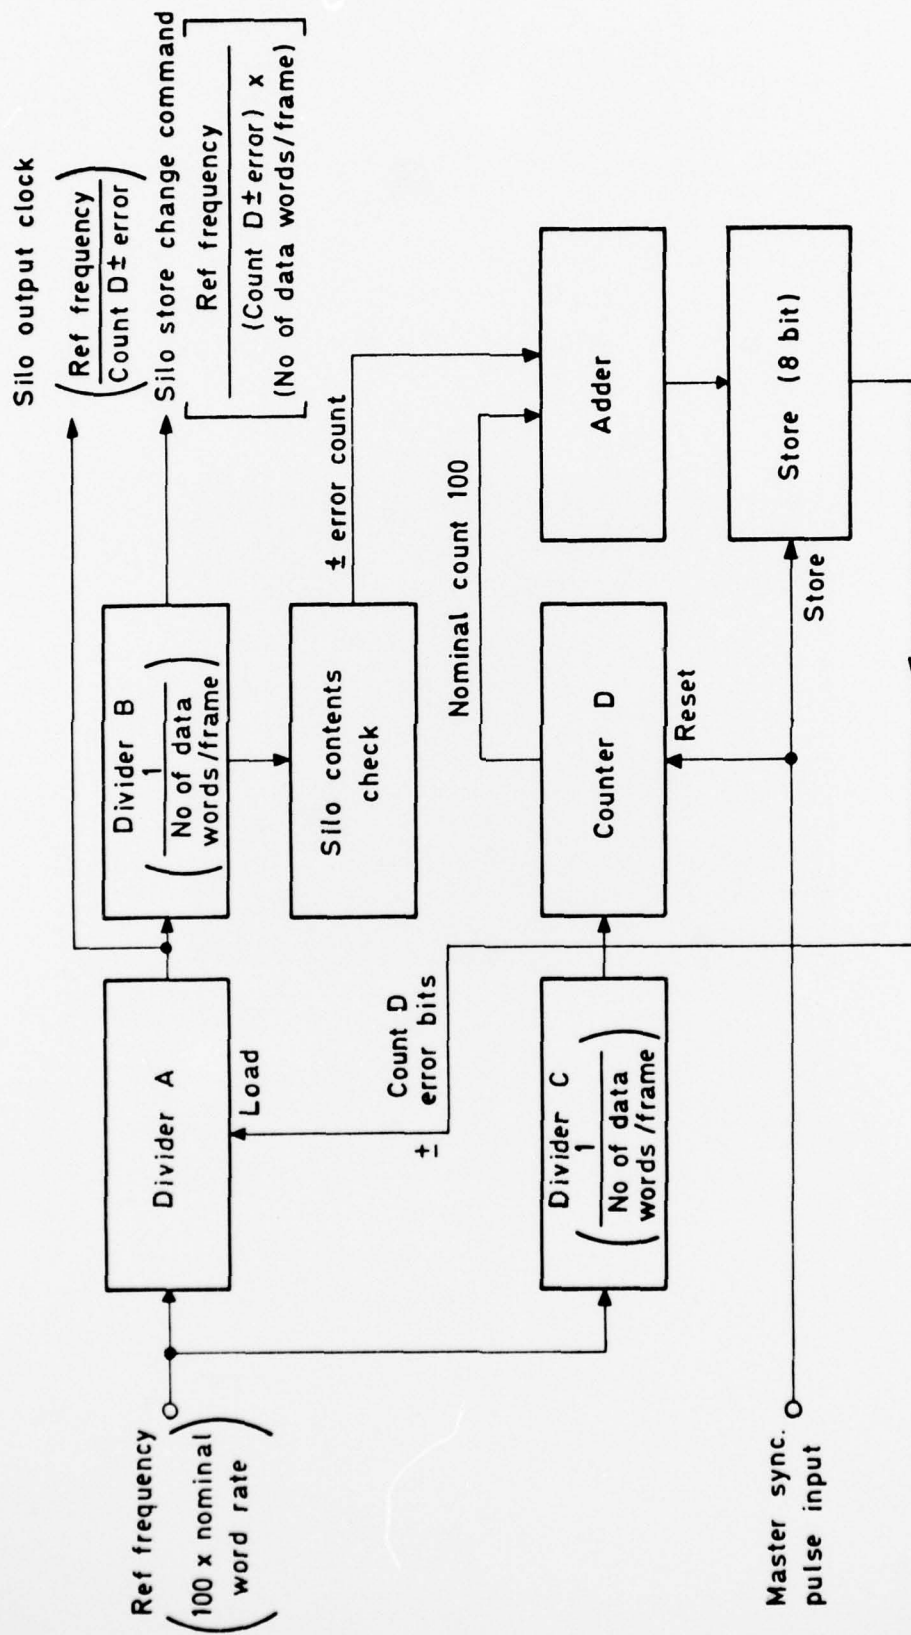 Ref frequency
(100 x nominal
word rate)
Divider A
Load
Divider B
1
(No of data
words/frame)
Silo output clock
(Ref frequency
Count D± error)
Silo store change command
[Ref frequency
(Count D± error) x
(No of data words/frame)]
Silo contents
check
± error count
Count D
error bits
±
Divider C
1
(No of data
words/frame)
Counter D
Reset
Nominal count 100
Adder
Store (8 bit)
Store
Master sync.
pulse input